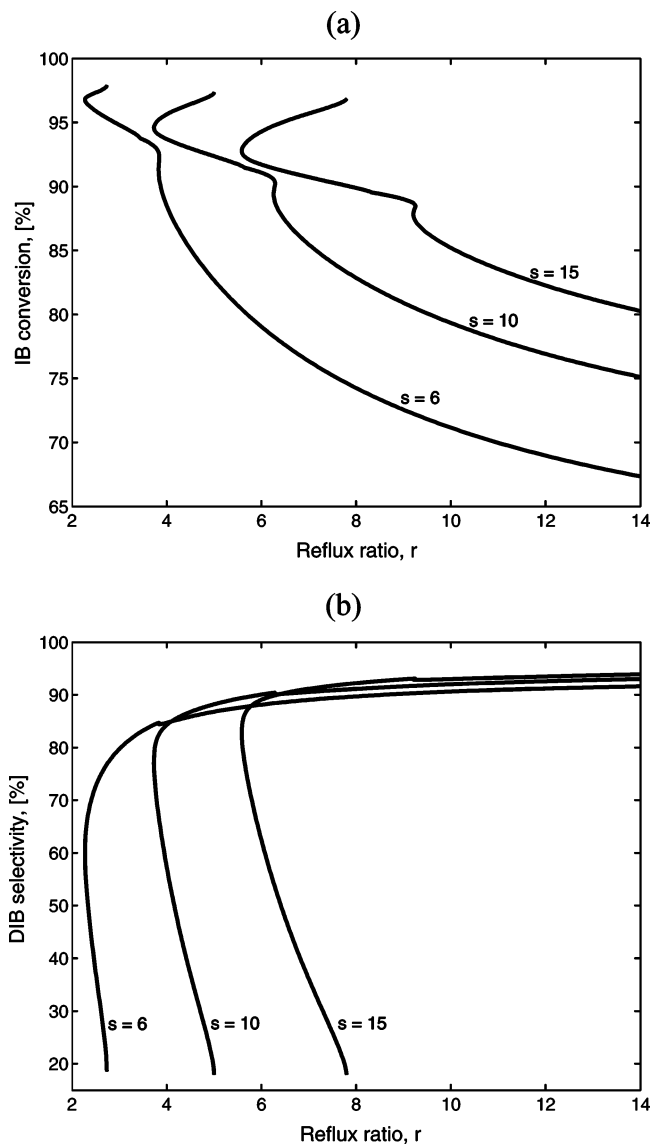 (a)
100
95
90
85
80
75
70
65
IB conversion, [%]
s = 15
s = 10
s = 6
2 4 6 8 10 12 14
Reflux ratio, r
(b)
100
90
80
70
60
50
40
30
20
DIB selectivity, [%]
s = 6 s = 10 s = 15
2 4 6 8 10 12 14
Reflux ratio, r